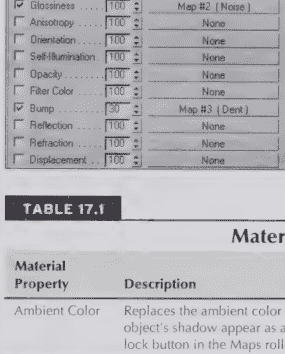 Glossiness ..... 100 Map #2 ( Noise )
Anisotropy ..... 100 None
Orientation ..... 100 None
Self-Illumination . 100 None
Opacity ..... 100 None
Filter Color .... 100 None
Bump ..... 30 Map #3 ( Dent )
Reflection ..... 100 None
Refraction ..... 100 None
Displacement ... 100 None
TABLE 17.1
Mater
Material
Property Description
Ambient Color Replaces the ambient color
object's shadow appear as a
lock button in the Maps roll